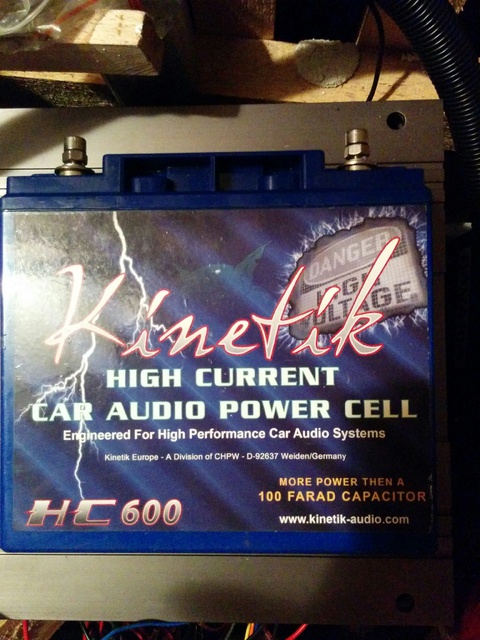 DANGER
HIGH
VOLTAGE
Kinetik
HIGH CURRENT
CAR AUDIO POWER CELL
Engineered For High Performance Car Audio Systems
Kinetik Europe - A Division of CHPW - D-92637 Weiden/Germany
MORE POWER THEN A
100 FARAD CAPACITOR
HC 600
www.kinetik-audio.com